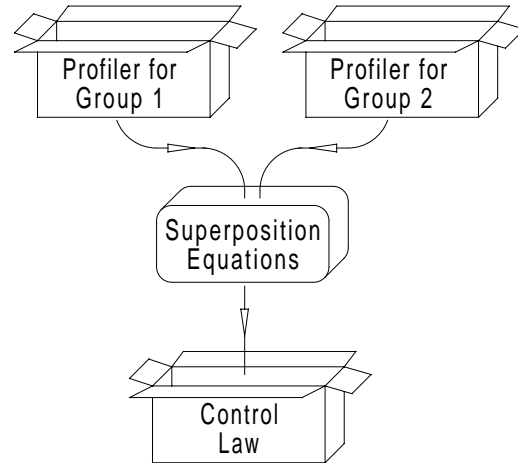 Profiler for
Group 1
Profiler for
Group 2
Superposition
Equations
Control
Law